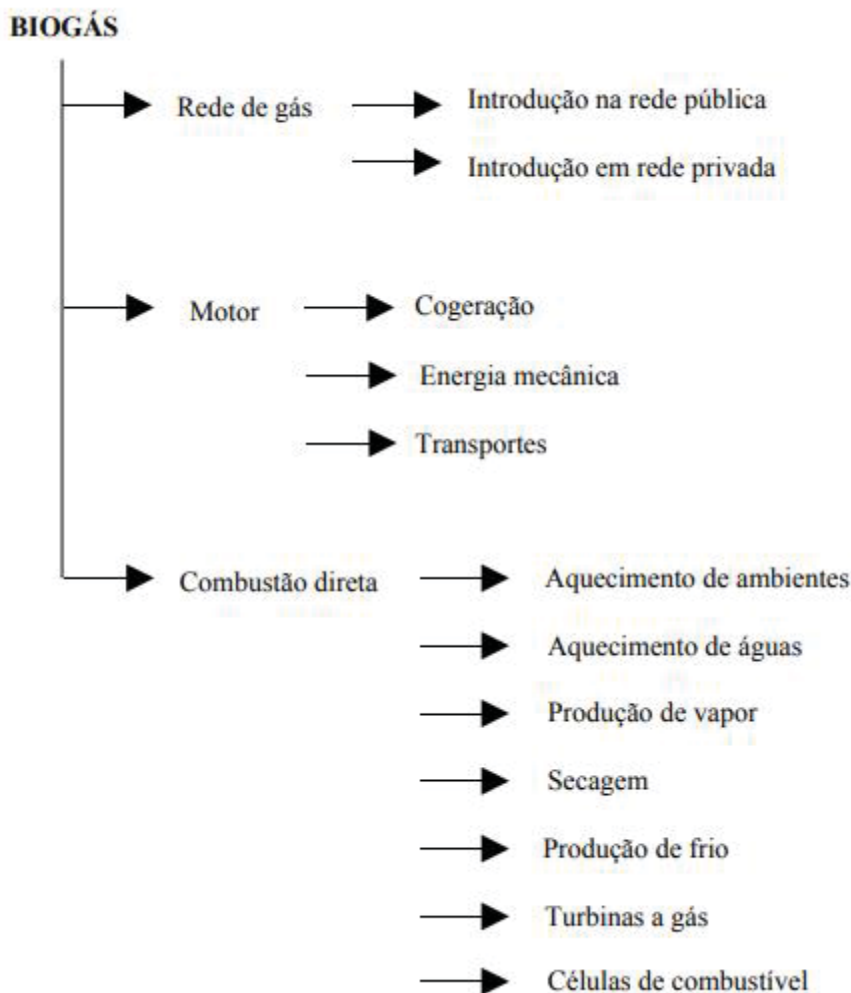 BIOGÁS
Rede de gás
Introdução na rede pública
Introdução em rede privada
Motor
Cogeração
Energia mecânica
Transportes
Combustão direta
Aquecimento de ambientes
Aquecimento de águas
Produção de vapor
Secagem
Produção de frio
Turbinas a gás
Células de combustível